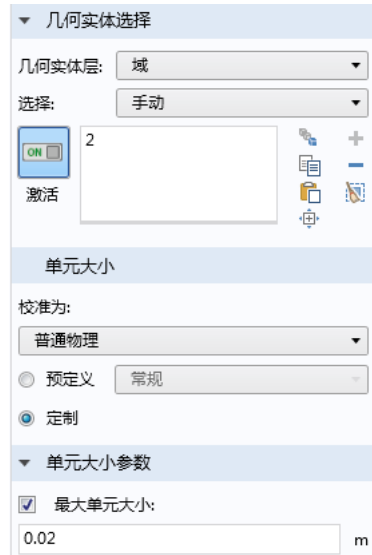 几何实体选择
几何实体层: 域
选择: 手动
ON
2
激活
单元大小
校准为:
普通物理
预定义 常规
定制
单元大小参数
最大单元大小:
0.02 m